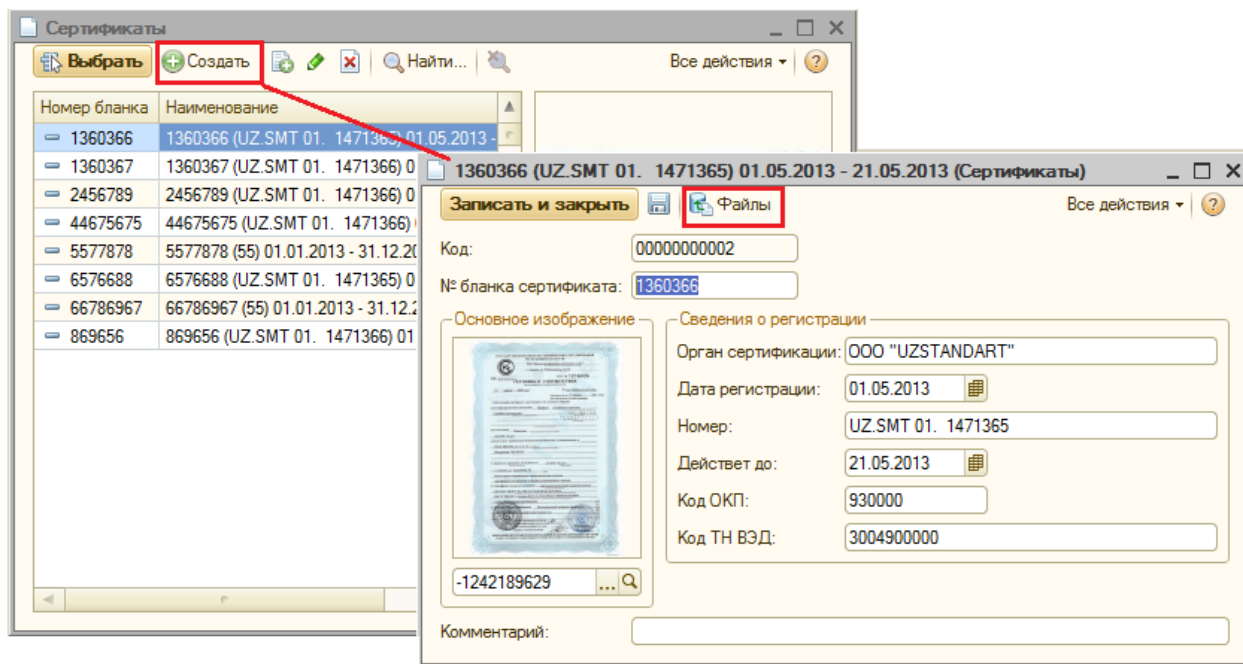 Сертификаты
Выбрать Создать Найти... Все действия
Номер бланка Наименование
1360366 1360366 (UZ.SMT 01. 1471365) 01.05.2013 -
1360367 1360367 (UZ.SMT 01. 1471366) 0
2456789 2456789 (UZ.SMT 01. 1471366) 0
44675675 44675675 (UZ.SMT 01. 1471366)
5577878 5577878 (55) 01.01.2013 - 31.12.20
6576688 6576688 (UZ.SMT 01. 1471365) 0
66786967 66786967 (55) 01.01.2013 - 31.12.2
869656 869656 (UZ.SMT 01. 1471366) 01
1360366 (UZ.SMT 01. 1471365) 01.05.2013 - 21.05.2013 (Сертификаты)
Записать и закрыть Файлы Все действия
Код: 00000000002
№ бланка сертификата: 1360366
Основное изображение
-1242189629 ...
Сведения о регистрации
Орган сертификации: ООО "UZSTANDART"
Дата регистрации: 01.05.2013
Номер: UZ.SMT 01. 1471365
Действет до: 21.05.2013
Код ОКП: 930000
Код ТН ВЭД: 3004900000
Комментарий: